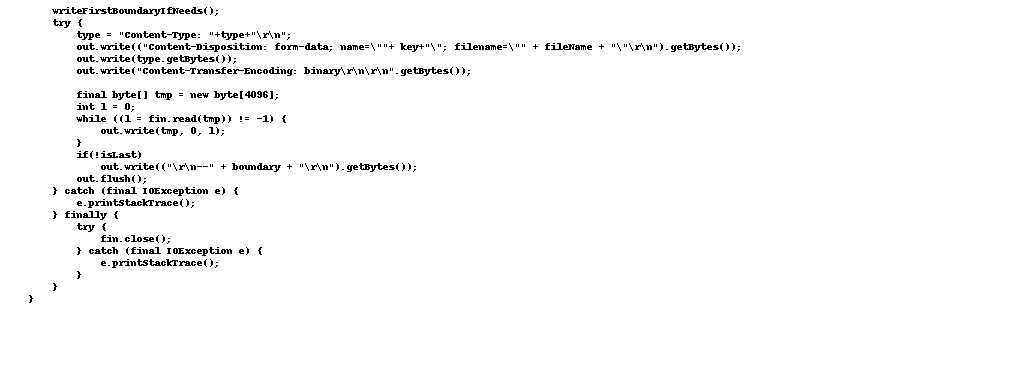 writeFirstBoundaryIfNeeds();
try {
type = "Content-Type: "+type+"\r\n";
out.write(("Content-Disposition: form-data; name=\""+ key+"\"; filename=\"" + fileName + "\"\r\n").getBytes());
out.write(type.getBytes());
out.write("Content-Transfer-Encoding: binary\r\n\r\n".getBytes());
final byte[] tmp = new byte[4096];
int l = 0;
while ((l = fin.read(tmp)) != -1) {
out.write(tmp, 0, l);
}
if(!isLast)
out.write(("\r\n--" + boundary + "\r\n").getBytes());
out.flush();
} catch (final IOException e) {
e.printStackTrace();
} finally {
try {
fin.close();
} catch (final IOException e) {
e.printStackTrace();
}
}
}